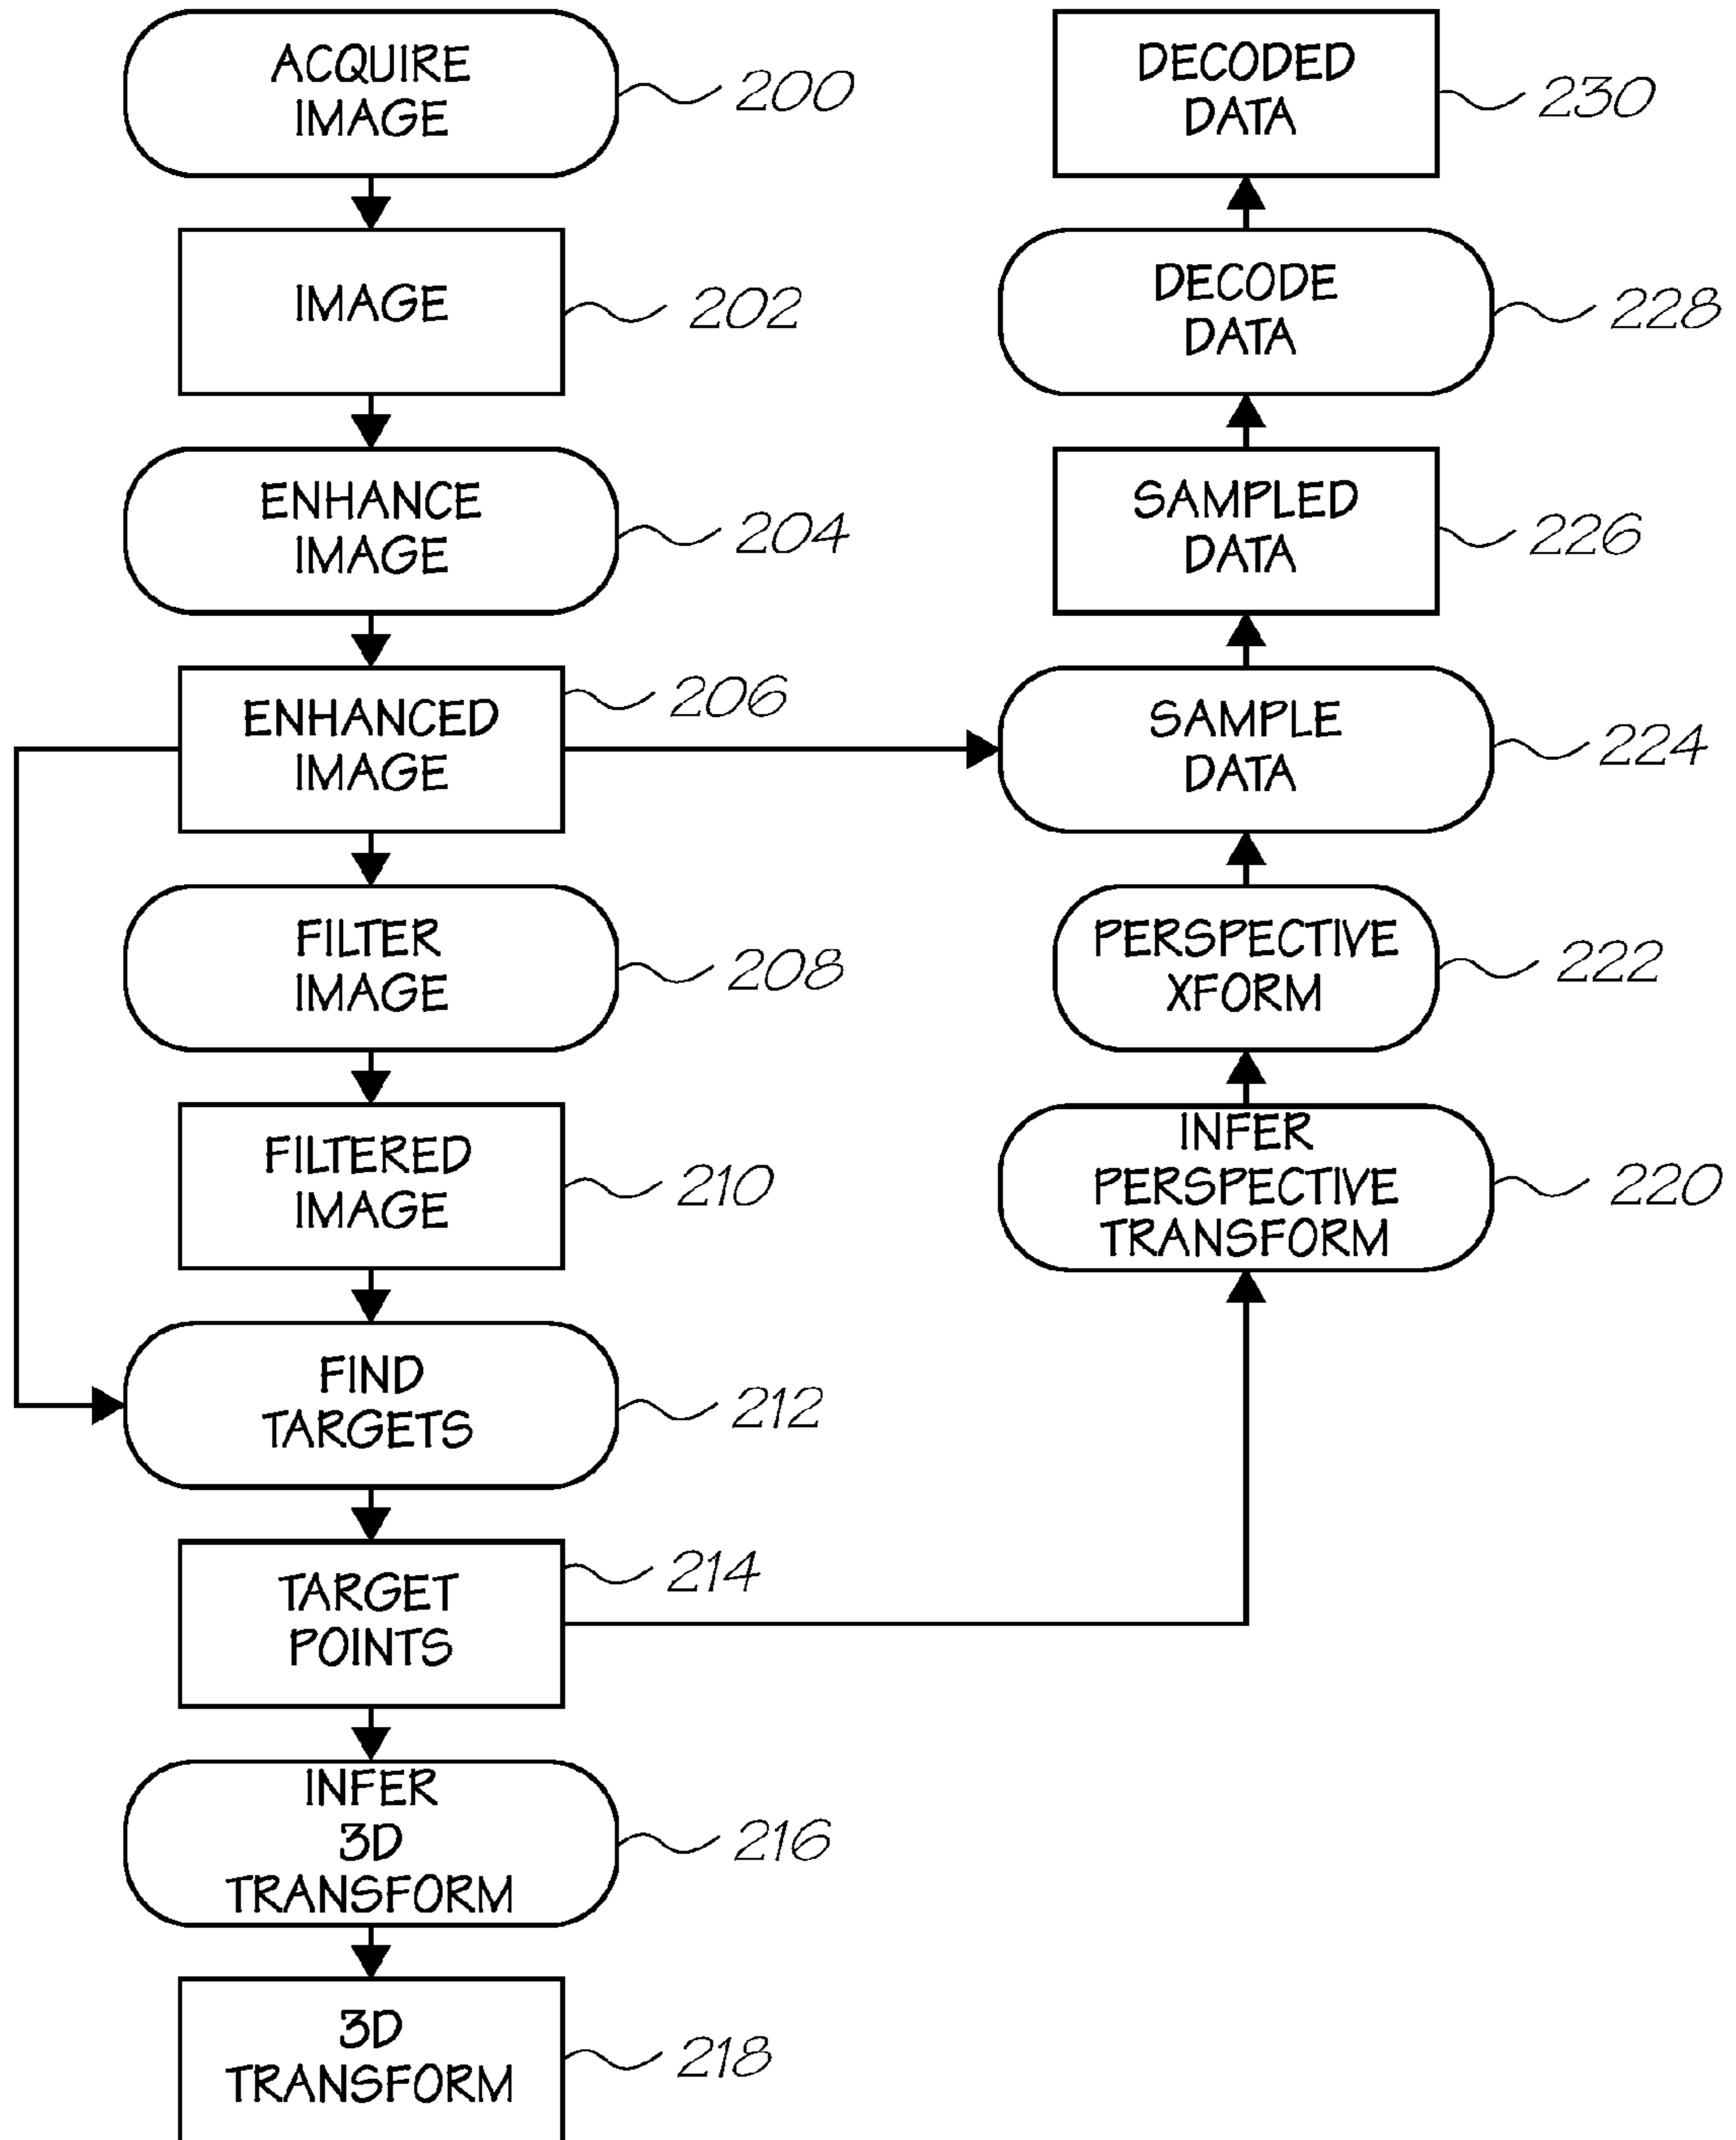 ACQUIRE
IMAGE
200
IMAGE
202
ENHANCE
IMAGE
204
ENHANCED
IMAGE
206
FILTER
IMAGE
208
FILTERED
IMAGE
210
FIND
TARGETS
212
TARGET
POINTS
214
INFER
3D
TRANSFORM
216
3D
TRANSFORM
218
DECODED
DATA
230
DECODE
DATA
228
SAMPLED
DATA
226
SAMPLE
DATA
224
PERSPECTIVE
XFORM
222
INFER
PERSPECTIVE
TRANSFORM
220